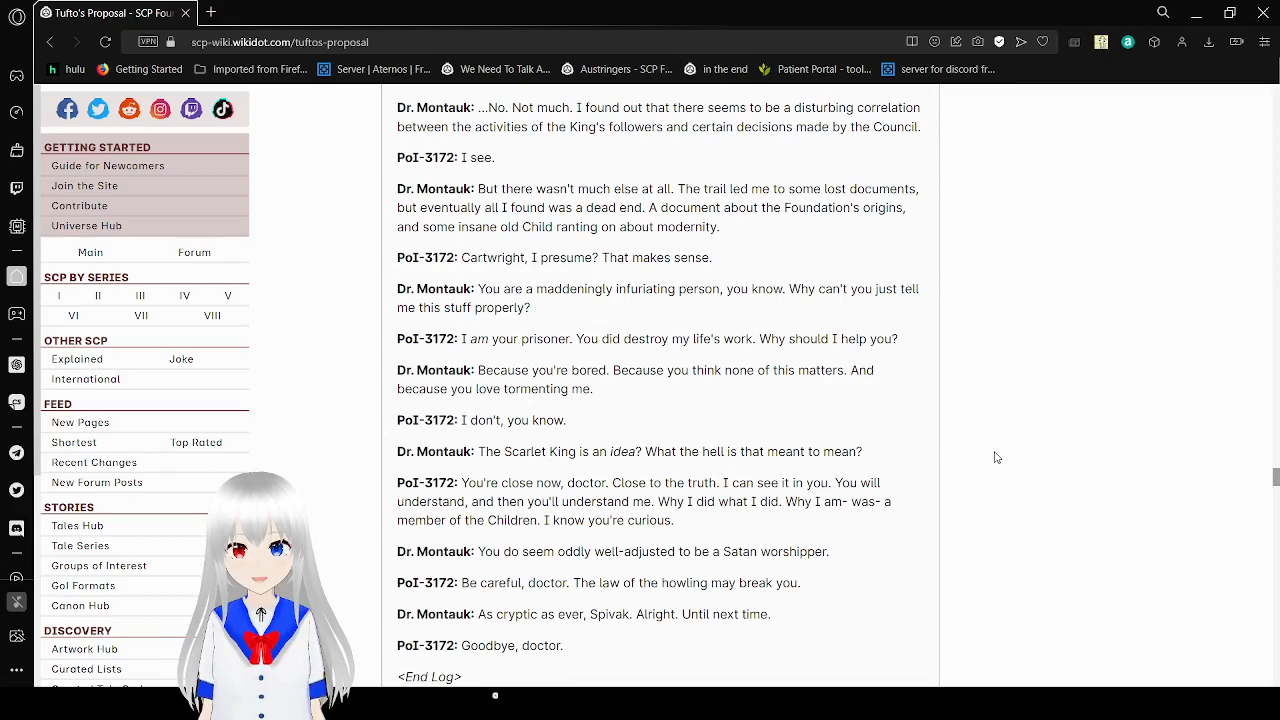 Tufto's Proposal - SCP Four
VPN
scp-wiki.wikidot.com/tuftos-proposal
hulu
Getting Started
Imported from Firef...
Server | Aternos | Fr...
We Need To Talk A...
Austringers - SCP F...
in the end
Patient Portal - tool...
server for discord fr...
GETTING STARTED
Guide for Newcomers
Join the Site
Contribute
Universe Hub
Main Forum
SCP BY SERIES
I II III IV V
VI VII VIII
OTHER SCP
Explained Joke
International
FEED
New Pages
Shortest Top Rated
Recent Changes
New Forum Posts
STORIES
Tales Hub
Tale Series
Groups of Interest
GoI Formats
Canon Hub
DISCOVERY
Artwork Hub
Curated Lists
Dr. Montauk: ...No. Not much. I found out that there seems to be a disturbing correlation
between the activities of the King's followers and certain decisions made by the Council.
PoI-3172: I see.
Dr. Montauk: But there wasn't much else at all. The trail led me to some lost documents,
but eventually all I found was a dead end. A document about the Foundation's origins,
and some insane old Child ranting on about modernity.
PoI-3172: Cartwright, I presume? That makes sense.
Dr. Montauk: You are a maddeningly infuriating person, you know. Why can't you just tell
me this stuff properly?
PoI-3172: I am your prisoner. You did destroy my life's work. Why should I help you?
Dr. Montauk: Because you're bored. Because you think none of this matters. And
because you love tormenting me.
PoI-3172: I don't, you know.
Dr. Montauk: The Scarlet King is an idea? What the hell is that meant to mean?
PoI-3172: You're close now, doctor. Close to the truth. I can see it in you. You will
understand, and then you'll understand me. Why I did what I did. Why I am- was- a
member of the Children. I know you're curious.
Dr. Montauk: You do seem oddly well-adjusted to be a Satan worshipper.
PoI-3172: Be careful, doctor. The law of the howling may break you.
Dr. Montauk: As cryptic as ever, Spivak. Alright. Until next time.
PoI-3172: Goodbye, doctor.
<End Log>